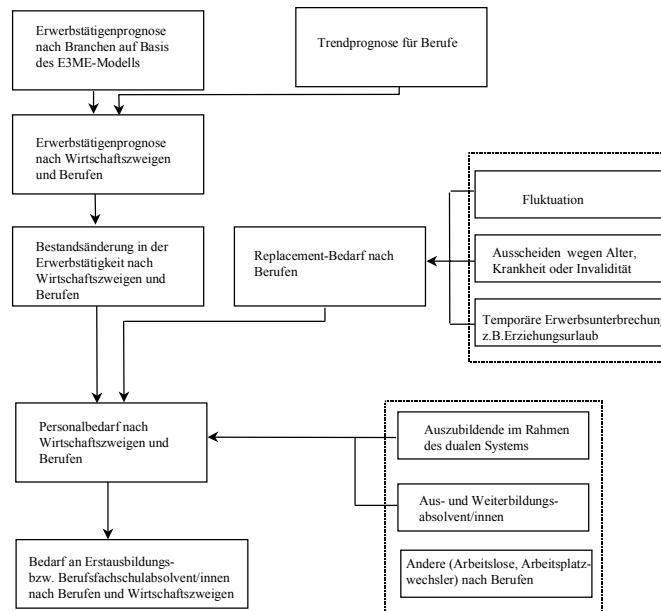 Erwerbstätigenprognose
nach Branchen auf Basis
des E3ME-Modells
Trendprognose für Berufe
Erwerbstätigenprognose
nach Wirtschaftszweigen
und Berufen
Fluktuation
Bestandsänderung in der
Erwerbstätigkeit nach
Wirtschaftszweigen und
Berufen
Replacement-Bedarf nach
Berufen
Ausscheiden wegen Alter,
Krankheit oder Invalidität
Temporäre Erwerbsunterbrechung
z.B.Erziehungsurlaub
Personalbedarf nach
Wirtschaftszweigen und
Berufen
Auszubildende im Rahmen
des dualen Systems
Aus- und Weiterbildungs-
absolvent/innen
Bedarf an Erstausbildungs-
bzw. Berufsfachschulabsolvent/innen
nach Berufen und Wirtschaftszweigen
Andere (Arbeitslose, Arbeitsplatz-
wechsler) nach Berufen